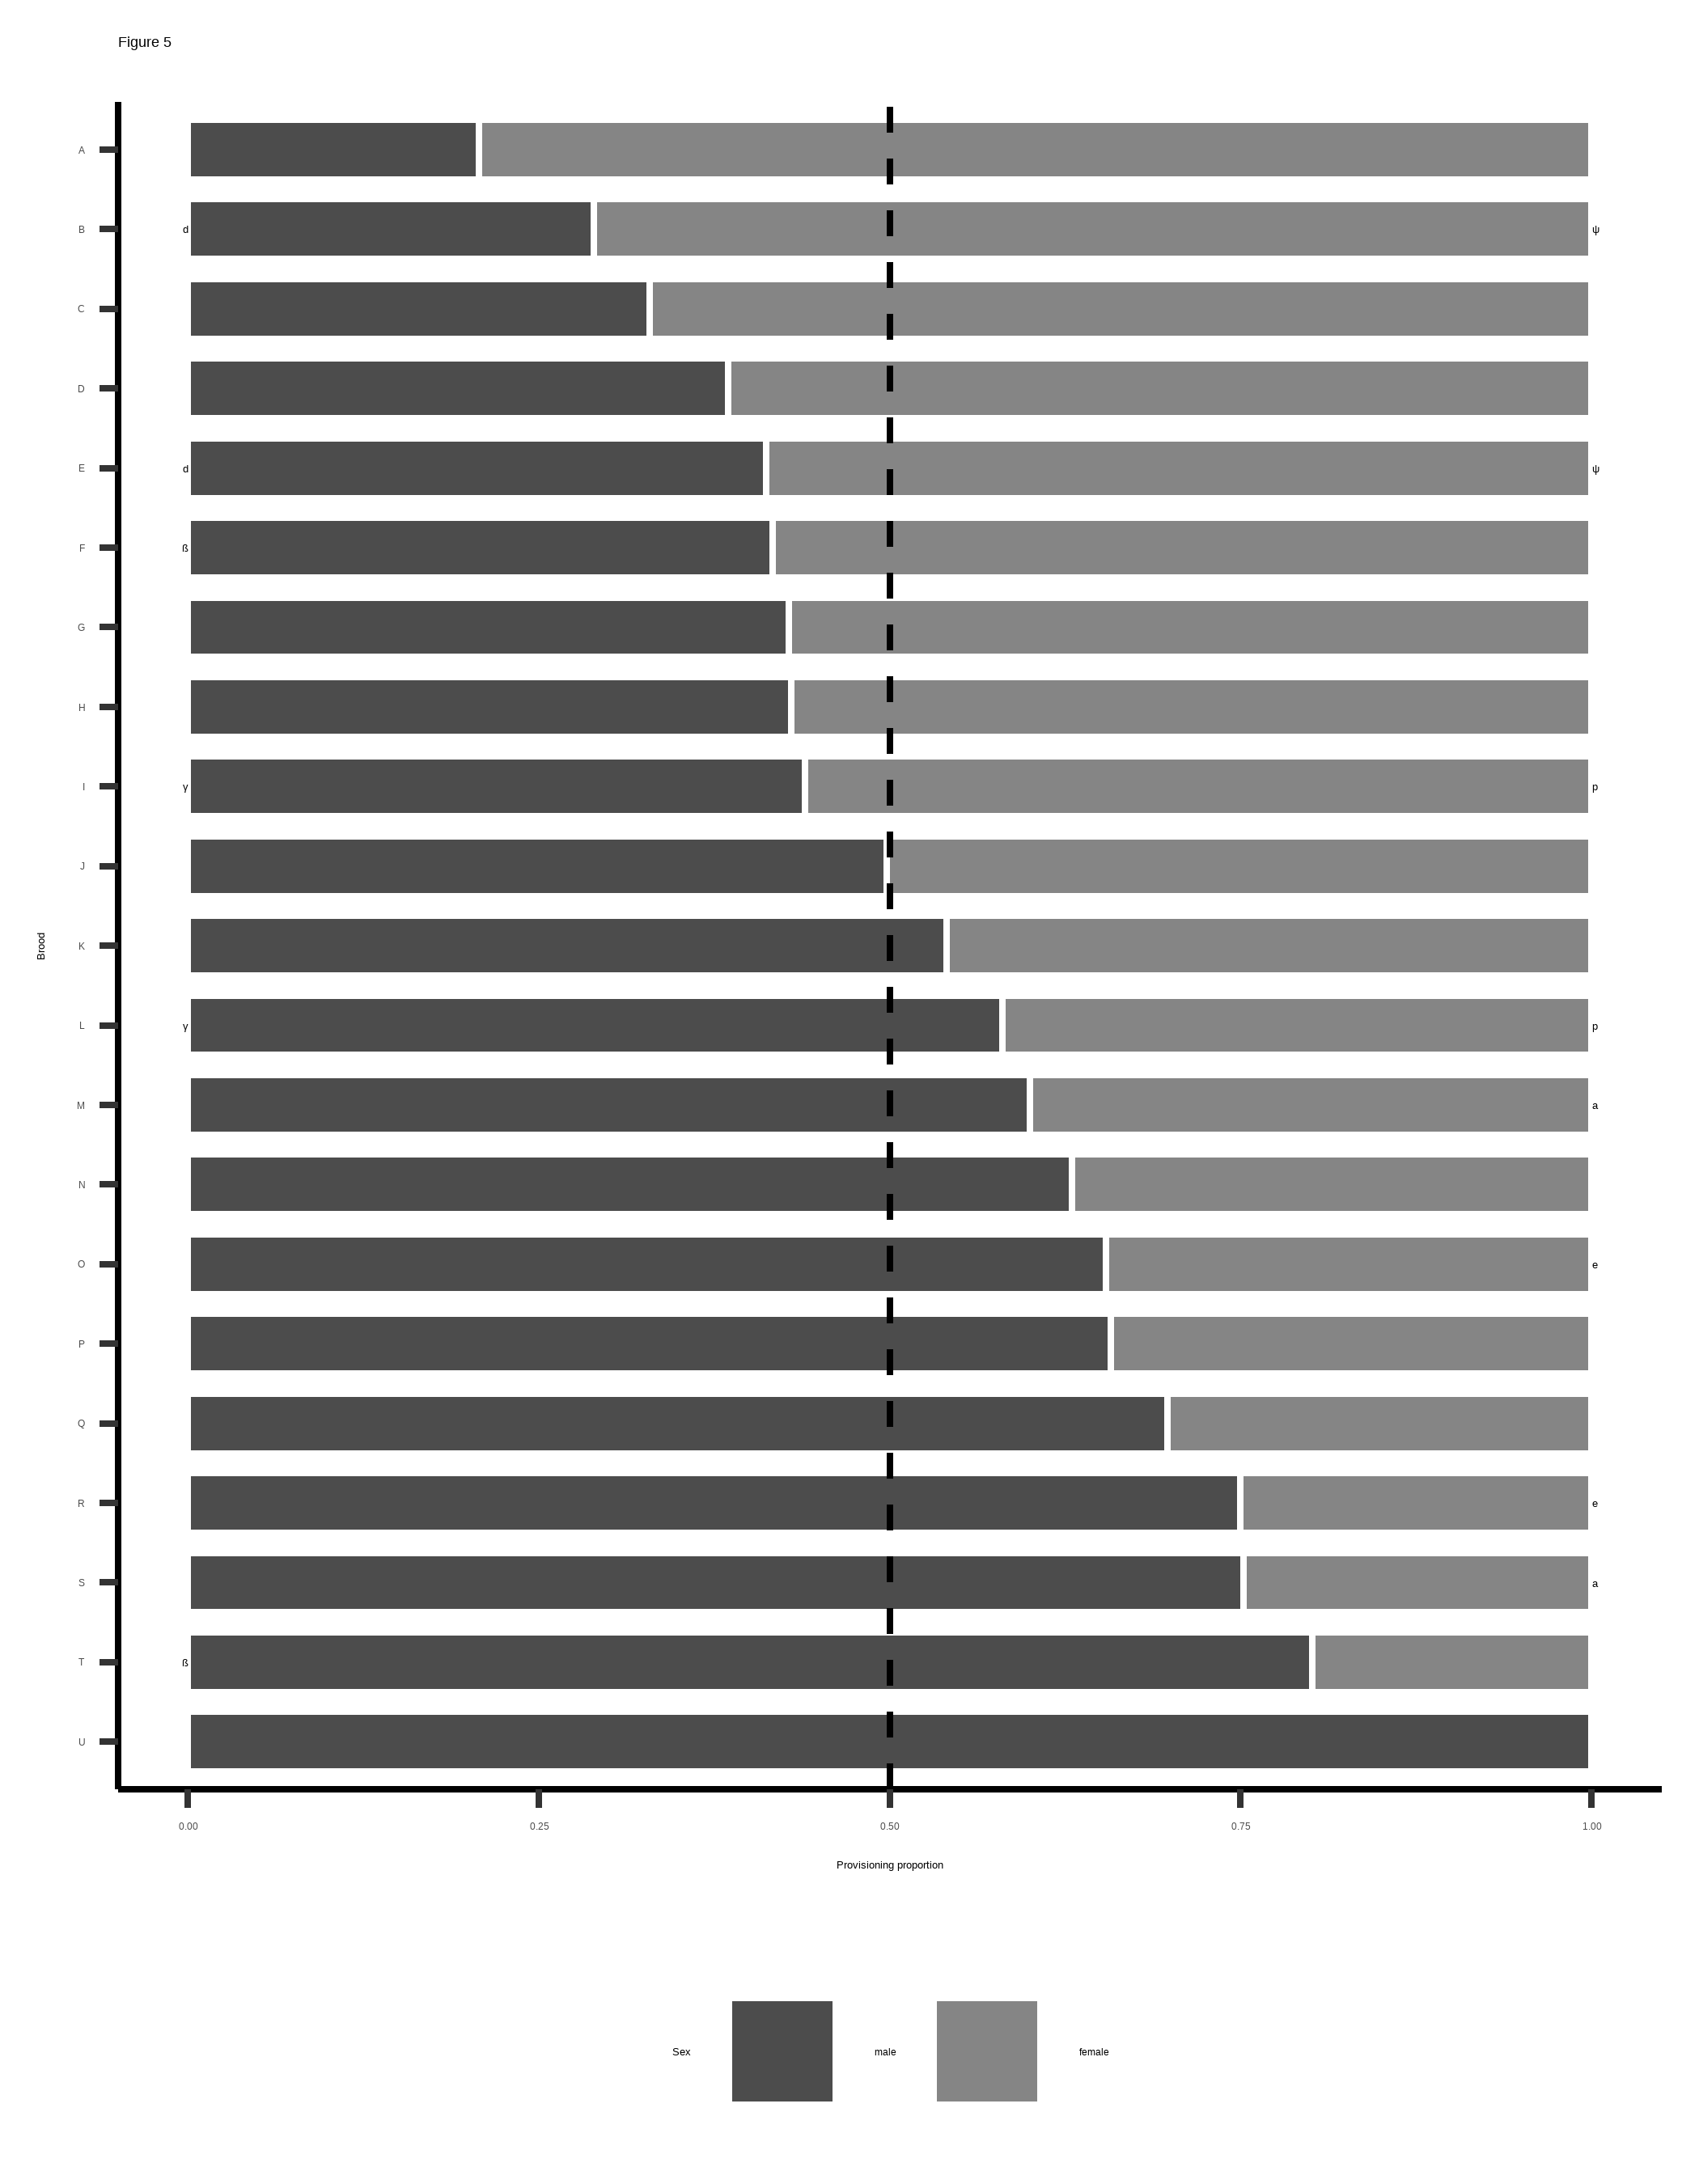 Figure 5
A
B d ψ
C
D
E d ψ
F ß
G
H
I γ p
J
K
L γ p
M a
N
O e
P
Q
R e
S a
T ß
U
Brood
0.00 0.25 0.50 0.75 1.00
Provisioning proportion
Sex male female